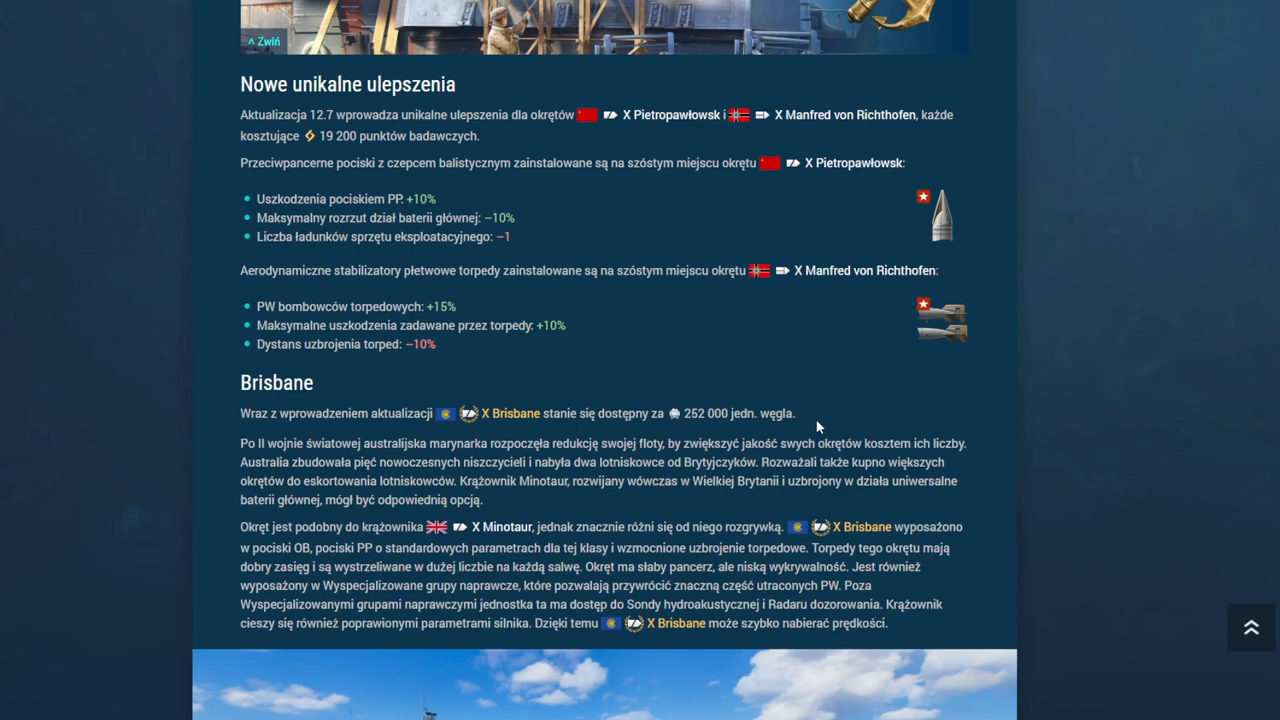 ^ Zwiń
Nowe unikalne ulepszenia
Aktualizacja 12.7 wprowadza unikalne ulepszenia dla okrętów X Pietropawłowsk i X Manfred von Richthofen, każde
kosztujące 19 200 punktów badawczych.
Przeciwpancerne pociski z czepcem balistycznym zainstalowane są na szóstym miejscu okrętu X Pietropawłowsk:
Uszkodzenia pociskiem PP: +10%
Maksymalny rozrzut dział baterii głównej: −10%
Liczba ładunków sprzętu eksploatacyjnego: −1
Aerodynamiczne stabilizatory płetwowe torpedy zainstalowane są na szóstym miejscu okrętu X Manfred von Richthofen:
PW bombowców torpedowych: +15%
Maksymalne uszkodzenia zadawane przez torpedy: +10%
Dystans uzbrojenia torped: −10%
Brisbane
Wraz z wprowadzeniem aktualizacji X Brisbane stanie się dostępny za 252 000 jedn. węgla.
Po II wojnie światowej australijska marynarka rozpoczęła redukcję swojej floty, by zwiększyć jakość swych okrętów kosztem ich liczby.
Australia zbudowała pięć nowoczesnych niszczycieli i nabyła dwa lotniskowce od Brytyjczyków. Rozważali także kupno większych
okrętów do eskortowania lotniskowców. Krążownik Minotaur, rozwijany wówczas w Wielkiej Brytanii i uzbrojony w działa uniwersalne
baterii głównej, mógł być odpowiednią opcją.
Okręt jest podobny do krążownika X Minotaur, jednak znacznie różni się od niego rozgrywką. X Brisbane wyposażono
w pociski OB, pociski PP o standardowych parametrach dla tej klasy i wzmocnione uzbrojenie torpedowe. Torpedy tego okrętu mają
dobry zasięg i są wystrzeliwane w dużej liczbie na każdą salwę. Okręt ma słaby pancerz, ale niską wykrywalność. Jest również
wyposażony w Wyspecjalizowane grupy naprawcze, które pozwalają przywrócić znaczną część utraconych PW. Poza
Wyspecjalizowanymi grupami naprawczymi jednostka ta ma dostęp do Sondy hydroakustycznej i Radaru dozorowania. Krążownik
cieszy się również poprawionymi parametrami silnika. Dzięki temu X Brisbane może szybko nabierać prędkości.